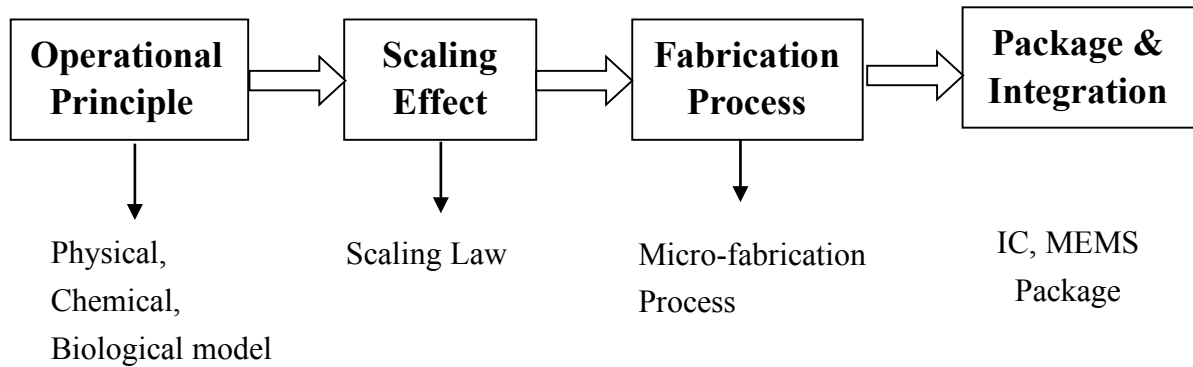 Operational
Principle
Scaling
Effect
Fabrication
Process
Package &
Integration
Physical,
Chemical,
Biological model
Scaling Law
Micro-fabrication
Process
IC, MEMS
Package